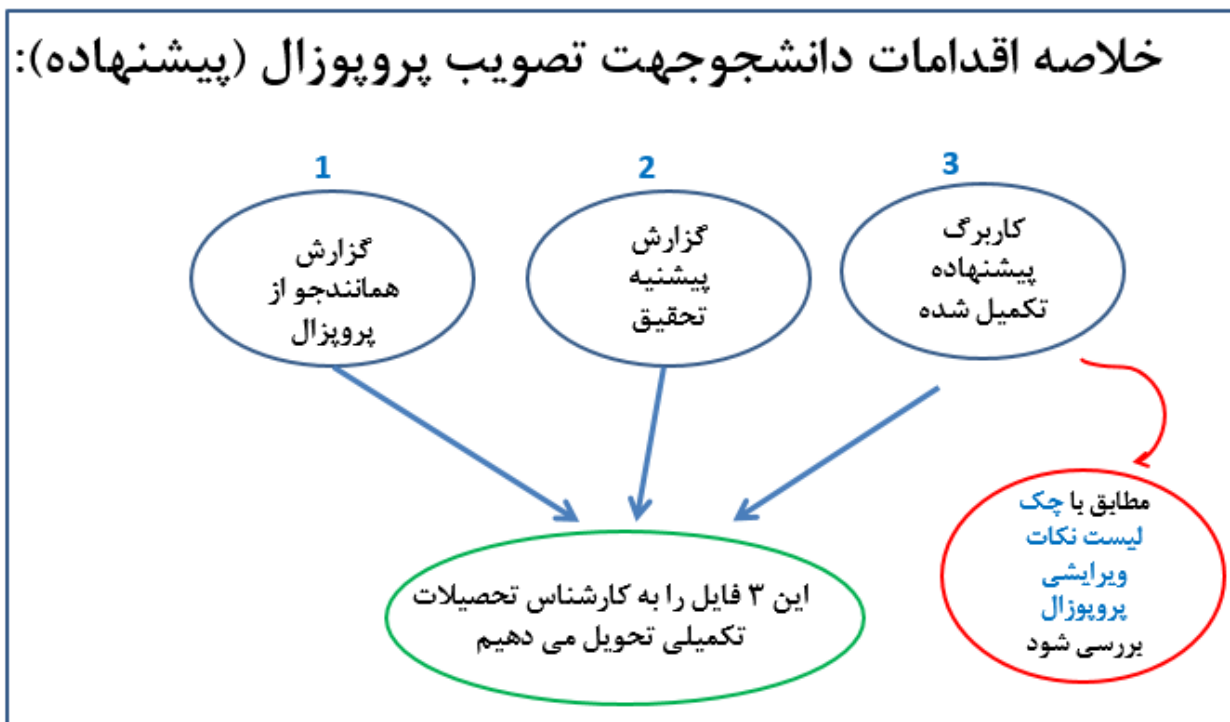 خلاصه اقدامات دانشجوجهت تصویب پروپوزال (پیشنهاده):
1
گزارش
همانندجو از
پروپزال
2
گزارش
پیشنیه
تحقیق
3
کاربرگ
پیشنهاده
تکمیل شده
این ۳ فایل را به کارشناس تحصیلات
تکمیلی تحویل می دهیم
مطابق با چک
لیست نکات
ویرایشی
پروپوزال
بررسی شود